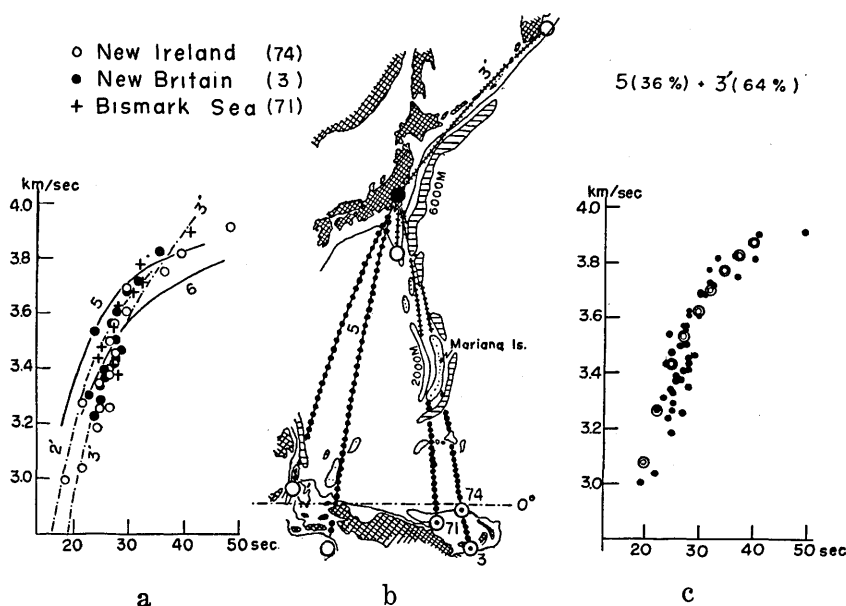 ○ New Ireland (74)
● New Britain (3)
+ Bismark Sea (71)
5(36%) + 3′(64%)
km/sec
4.0
3.8
3.6
3.4
3.2
3.0
20
30
40
50
sec.
3′
5
6
2′
3′
a
3′
6000M
5
2000M
Mariana Is.
0°
74
71
3
b
km/sec
4.0
3.8
3.6
3.4
3.2
3.0
20
30
40
50
sec
c